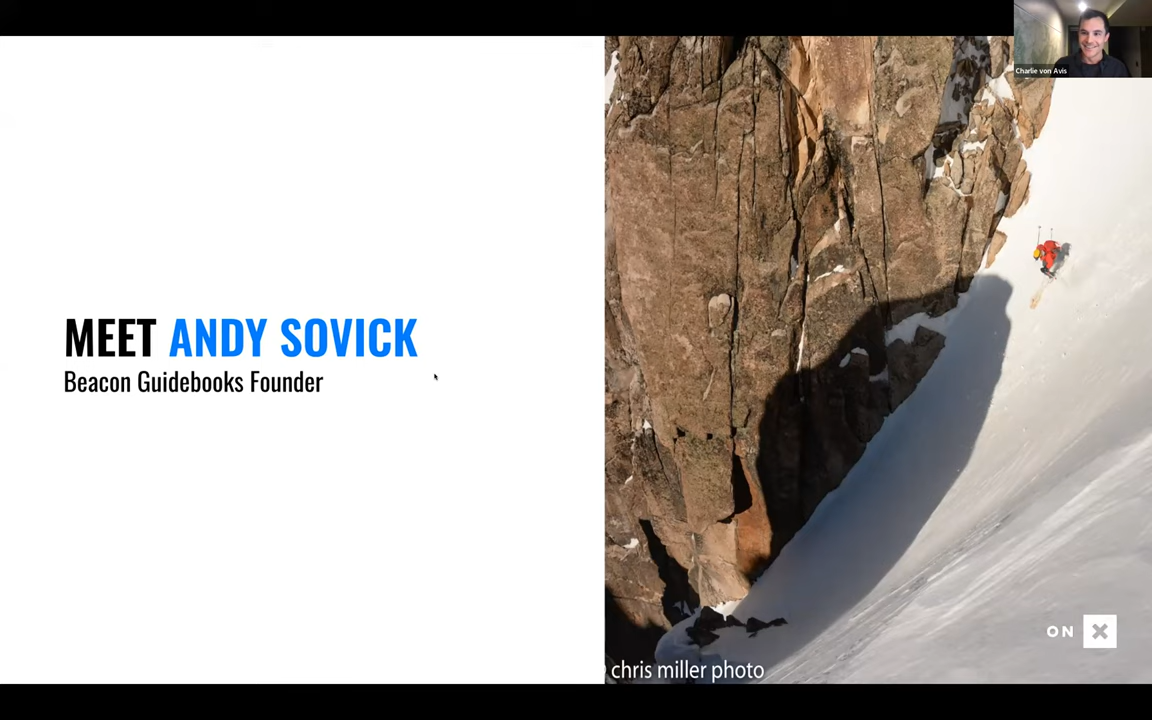 Charlie von Avis
MEET ANDY SOVICK
Beacon Guidebooks Founder
ON X
chris miller photo